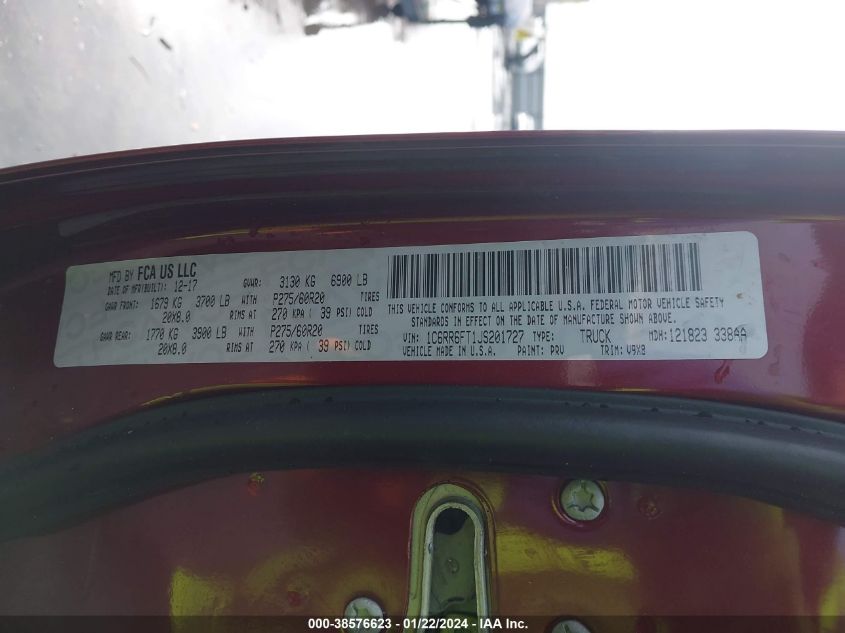 MFD BY FCA US LLC
DATE OF MFR(BUILT): 12-17 GVWR: 3130 KG 6900 LB
GAWR FRONT: 1679 KG 3700 LB WITH P275/60R20 TIRES
20X8.0 RIMS AT 270 KPA ( 39 PSI) COLD
GAWR REAR: 1770 KG 3900 LB WITH P275/60R20 TIRES
20X8.0 RIMS AT 270 KPA ( 39 PSI) COLD
THIS VEHICLE CONFORMS TO ALL APPLICABLE U.S.A. FEDERAL MOTOR VEHICLE SAFETY
STANDARDS IN EFFECT ON THE DATE OF MANUFACTURE SHOWN ABOVE.
VIN: 1C6RR6FT1JS201727 TYPE: TRUCK MDH:121823 338AA
VEHICLE MADE IN U.S.A. PAINT: PRV TRIM: V9X8
000-38576623 - 01/22/2024 - IAA Inc.